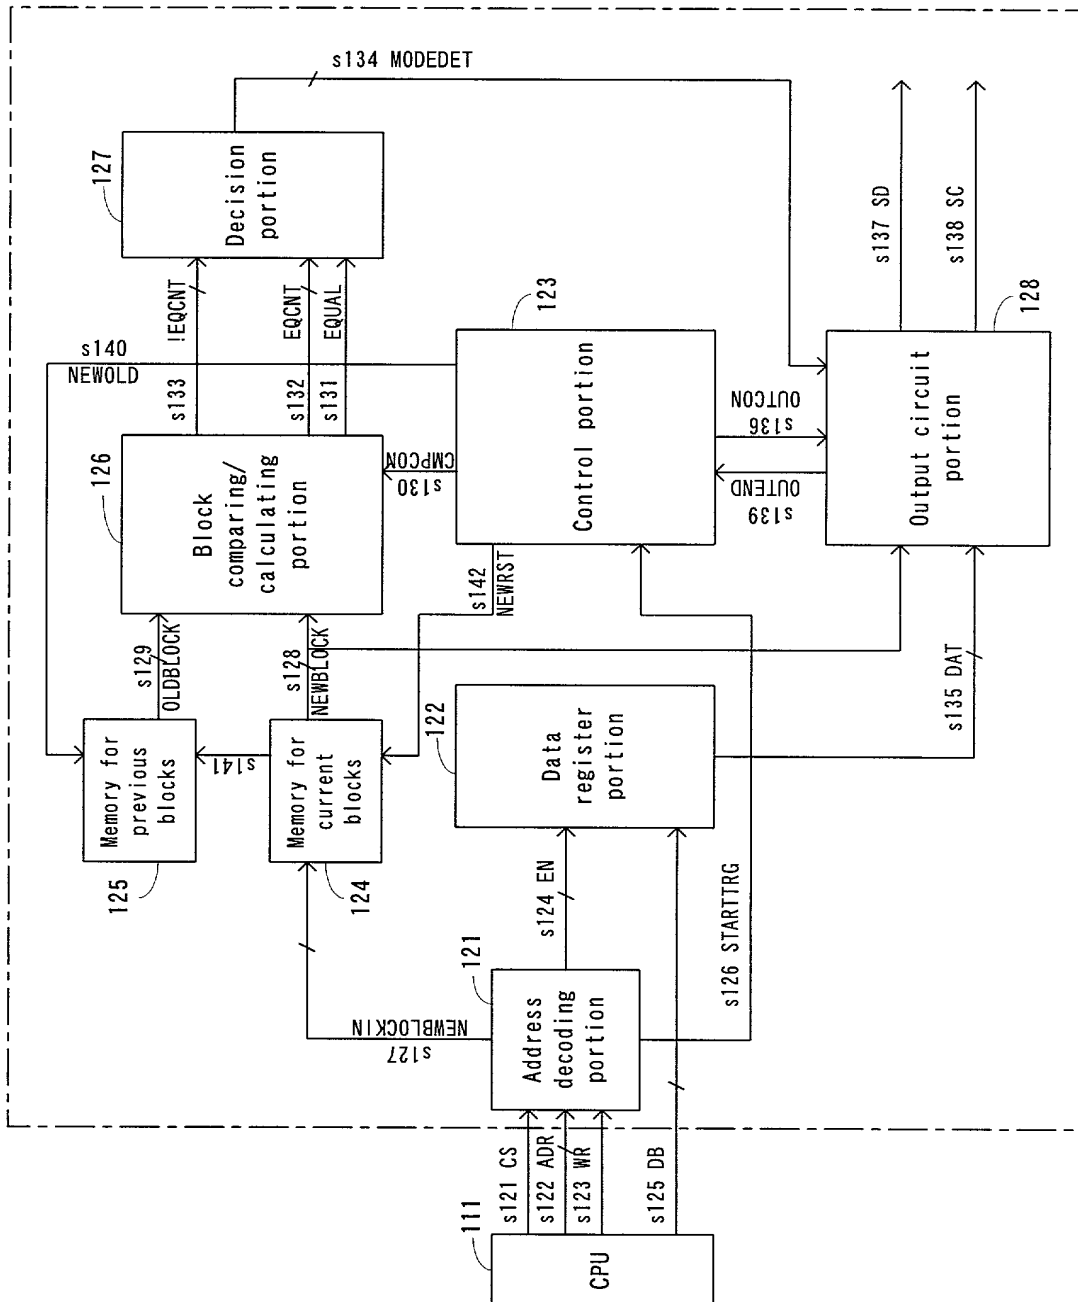 111
CPU
s121 CS
s122 ADR
s123 WR
s125 DB
121
Address
decoding
portion
s127
NEWBLOCKIN
s124 EN
s126 STARTTRG
122
Data
register
portion
s135 DAT
125
Memory for
previous
blocks
s141
124
Memory for
current
blocks
s129
OLDBLOCK
s128
NEWBLOCK
s142
NEWRST
126
Block
comparing/
calculating
portion
s130
CMPCON
s133
!EQCNT
s132
EQCNT
s131
EQUAL
s140
NEWOLD
123
Control portion
s139
OUTEND
s136
OUTCON
127
Decision
portion
s134 MODEDET
128
Output circuit
portion
s137 SD
s138 SC